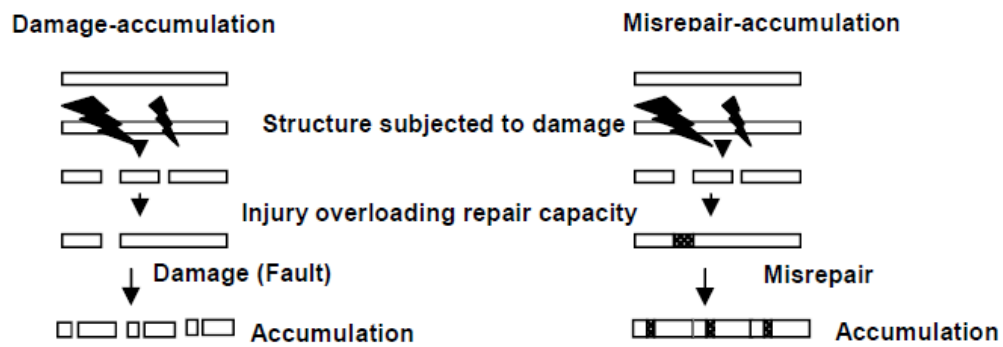 Damage-accumulation
Misrepair-accumulation
Structure subjected to damage
Injury overloading repair capacity
Damage (Fault)
Misrepair
Accumulation
Accumulation